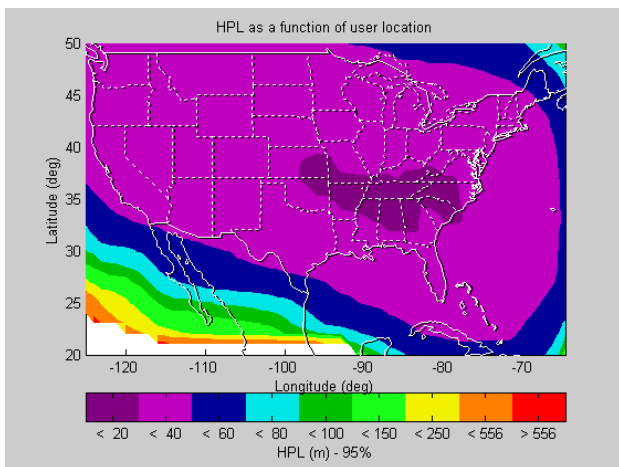 HPL as a function of user location
50
45
40
35
30
25
20
Latitude (deg)
-120 -110 -100 -90 -80 -70
Longitude (deg)
< 20 < 40 < 60 < 80 < 100 < 150 < 250 < 556 > 556
HPL (m) - 95%